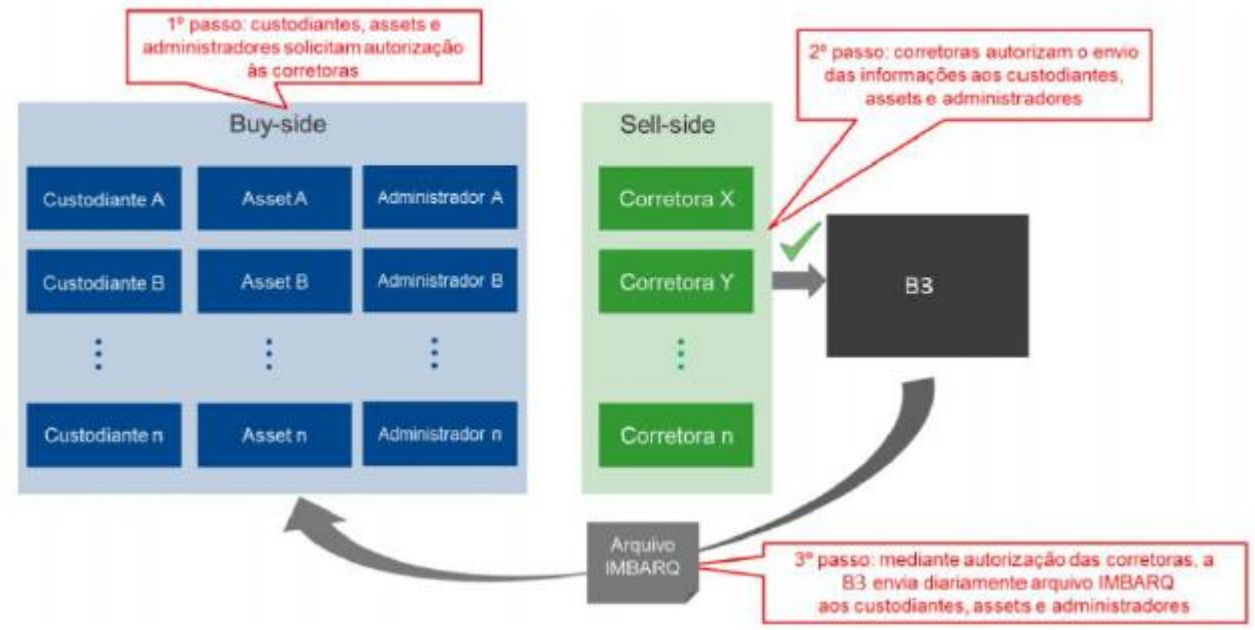 1º passo: custodiantes, assets e
administradores solicitam autorização
às corretoras
2º passo: corretoras autorizam o envio
das informações aos custodiantes,
assets e administradores
Buy-side
Sell-side
Custodiante A
Asset A
Administrador A
Corretora X
Custodiante B
Asset B
Administrador B
Corretora Y
B3
Custodiante n
Asset n
Administrador n
Corretora n
Arquivo
IMBARQ
3º passo: mediante autorização das corretoras, a
B3 envia diariamente arquivo IMBARQ
aos custodiantes, assets e administradores